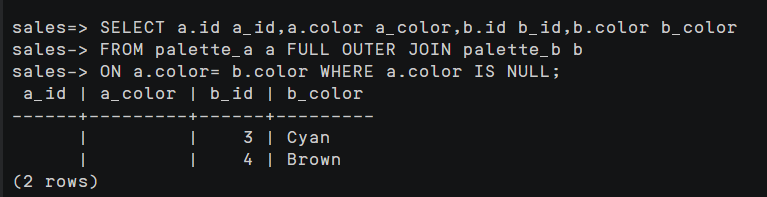 sales=> SELECT a.id a_id,a.color a_color,b.id b_id,b.color b_color
sales-> FROM palette_a a FULL OUTER JOIN palette_b b
sales-> ON a.color= b.color WHERE a.color IS NULL;
 a_id | a_color | b_id | b_color
------+---------+------+---------
      |         |    3 | Cyan
      |         |    4 | Brown
(2 rows)